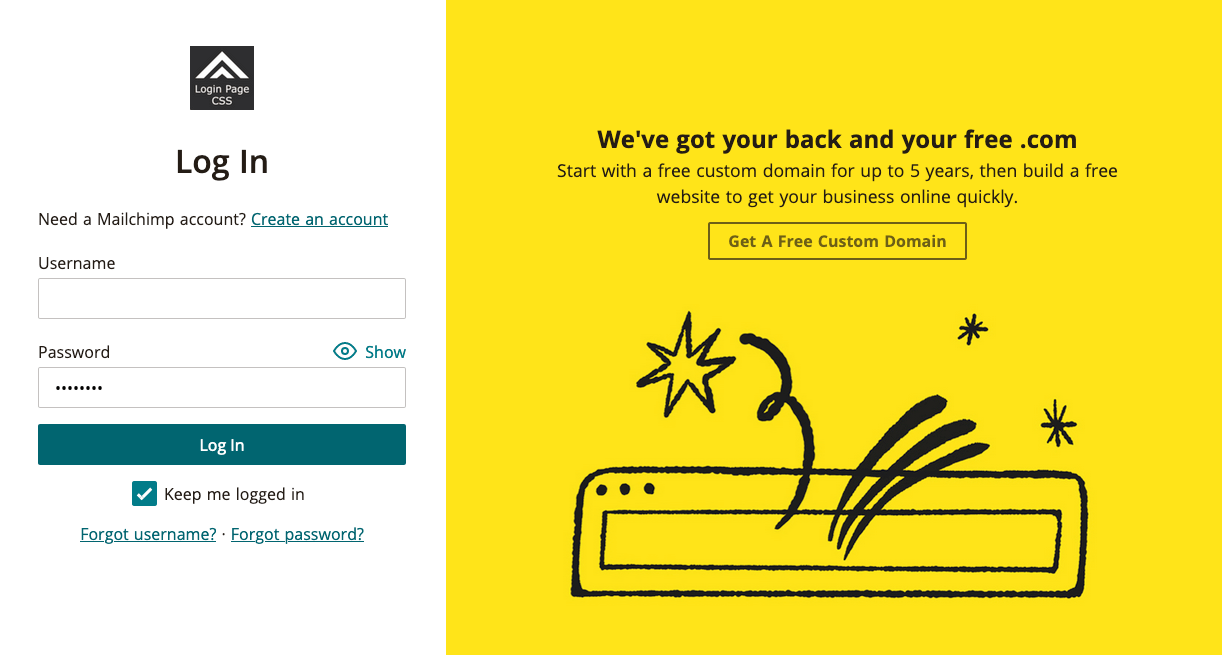 Login Page
CSS
Log In
Need a Mailchimp account? Create an account
Username
Password
Show
••••••••
Log In
Keep me logged in
Forgot username? · Forgot password?
We've got your back and your free .com
Start with a free custom domain for up to 5 years, then build a free
website to get your business online quickly.
Get A Free Custom Domain